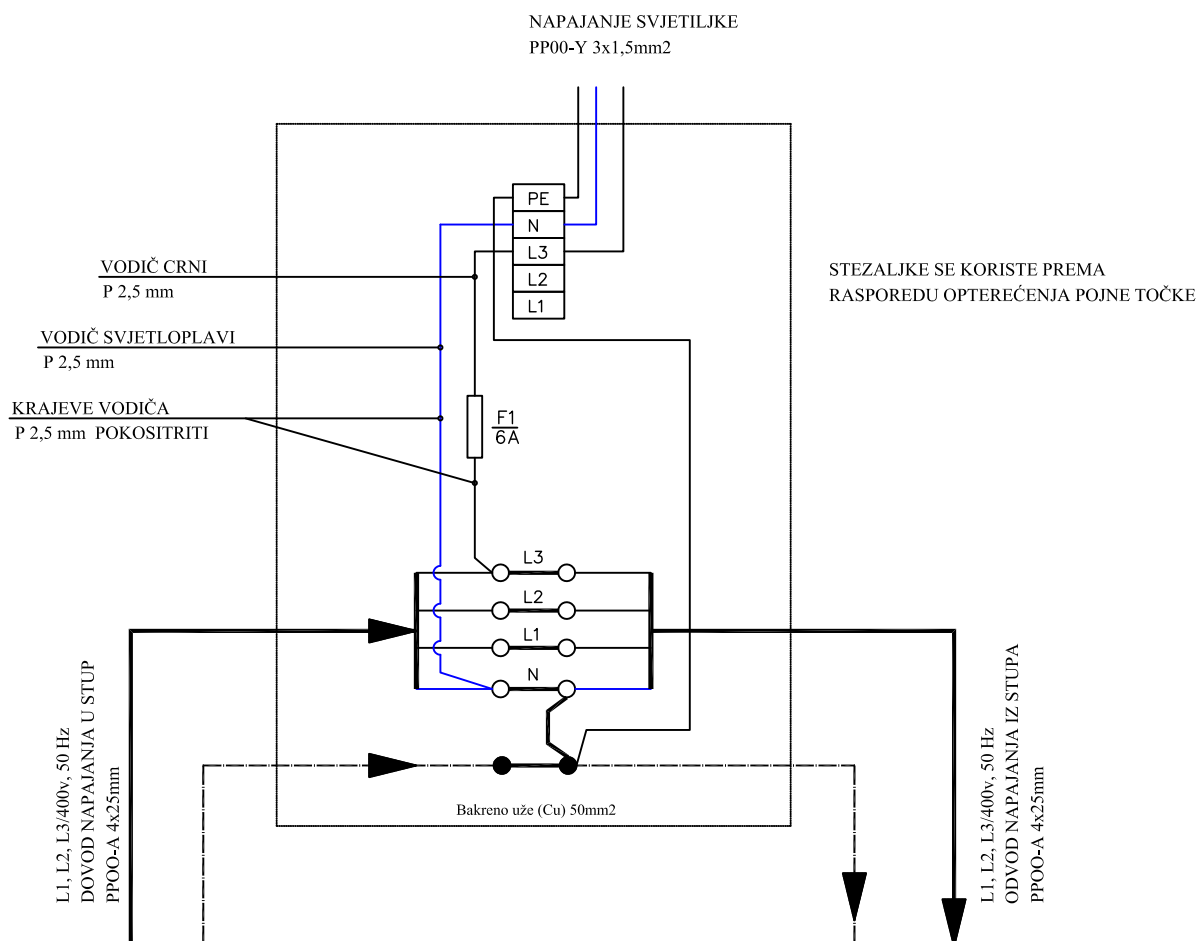 NAPAJANJE SVJETILJKE
PP00-Y 3x1,5mm2
PE
N
L3
L2
L1
VODIČ CRNI
P 2,5 mm
STEZALJKE SE KORISTE PREMA
RASPOREDU OPTEREĆENJA POJNE TOČKE
VODIČ SVJETLOPLAVI
P 2,5 mm
KRAJEVE VODIČA
P 2,5 mm POKOSITRITI
F1
6A
L3
L2
L1
N
L1, L2, L3/400v, 50 Hz
DOVOD NAPAJANJA U STUP
PPOO-A 4x25mm
L1, L2, L3/400v, 50 Hz
ODVOD NAPAJANJA IZ STUPA
PPOO-A 4x25mm
Bakreno uže (Cu) 50mm2